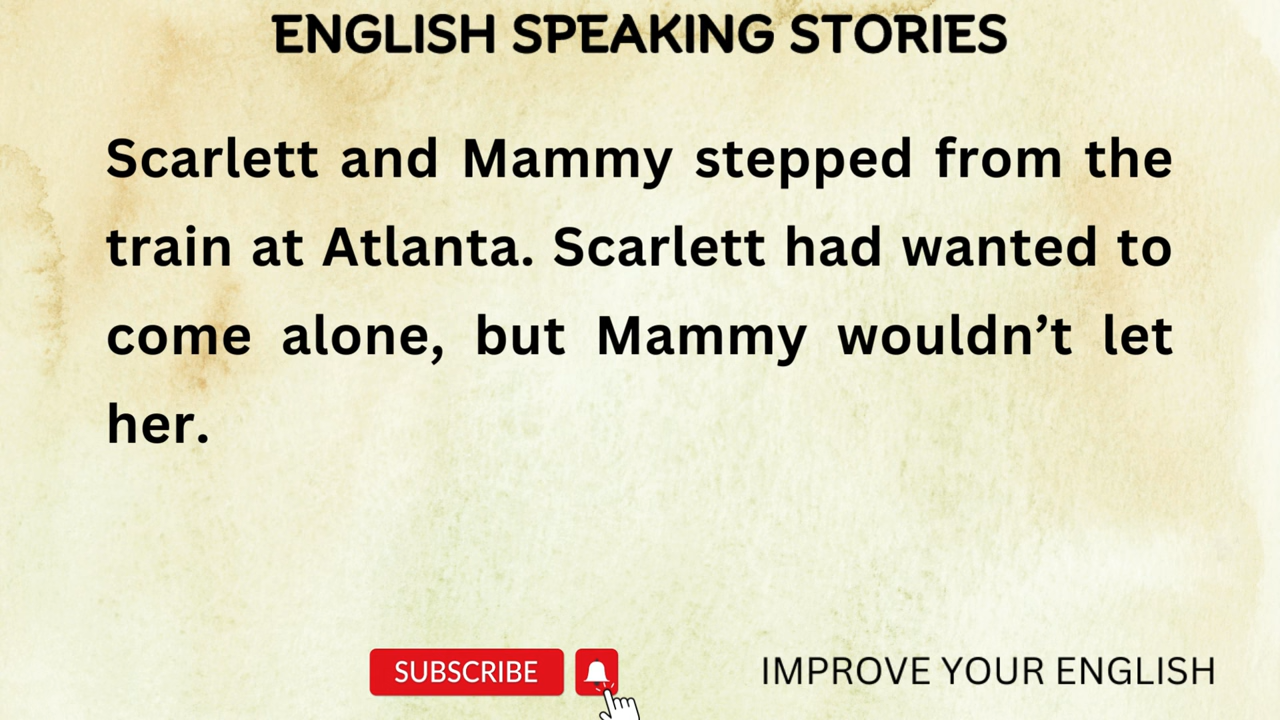 ENGLISH SPEAKING STORIES
Scarlett and Mammy stepped from the
train at Atlanta. Scarlett had wanted to
come alone, but Mammy wouldn’t let
her.
SUBSCRIBE
IMPROVE YOUR ENGLISH